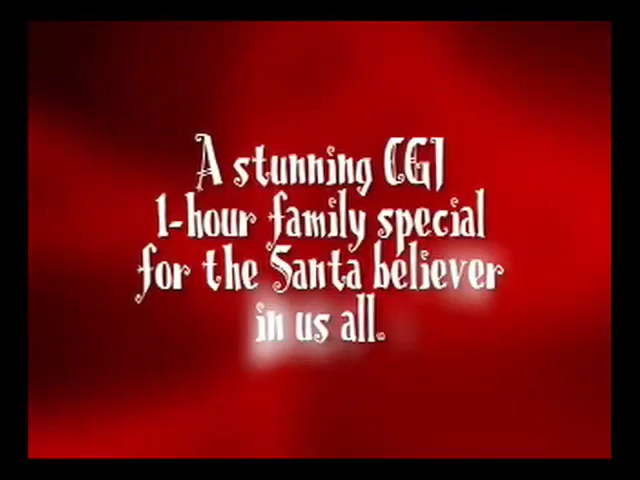 A stunning CGI
1-hour family special
for the Santa believer
in us all.